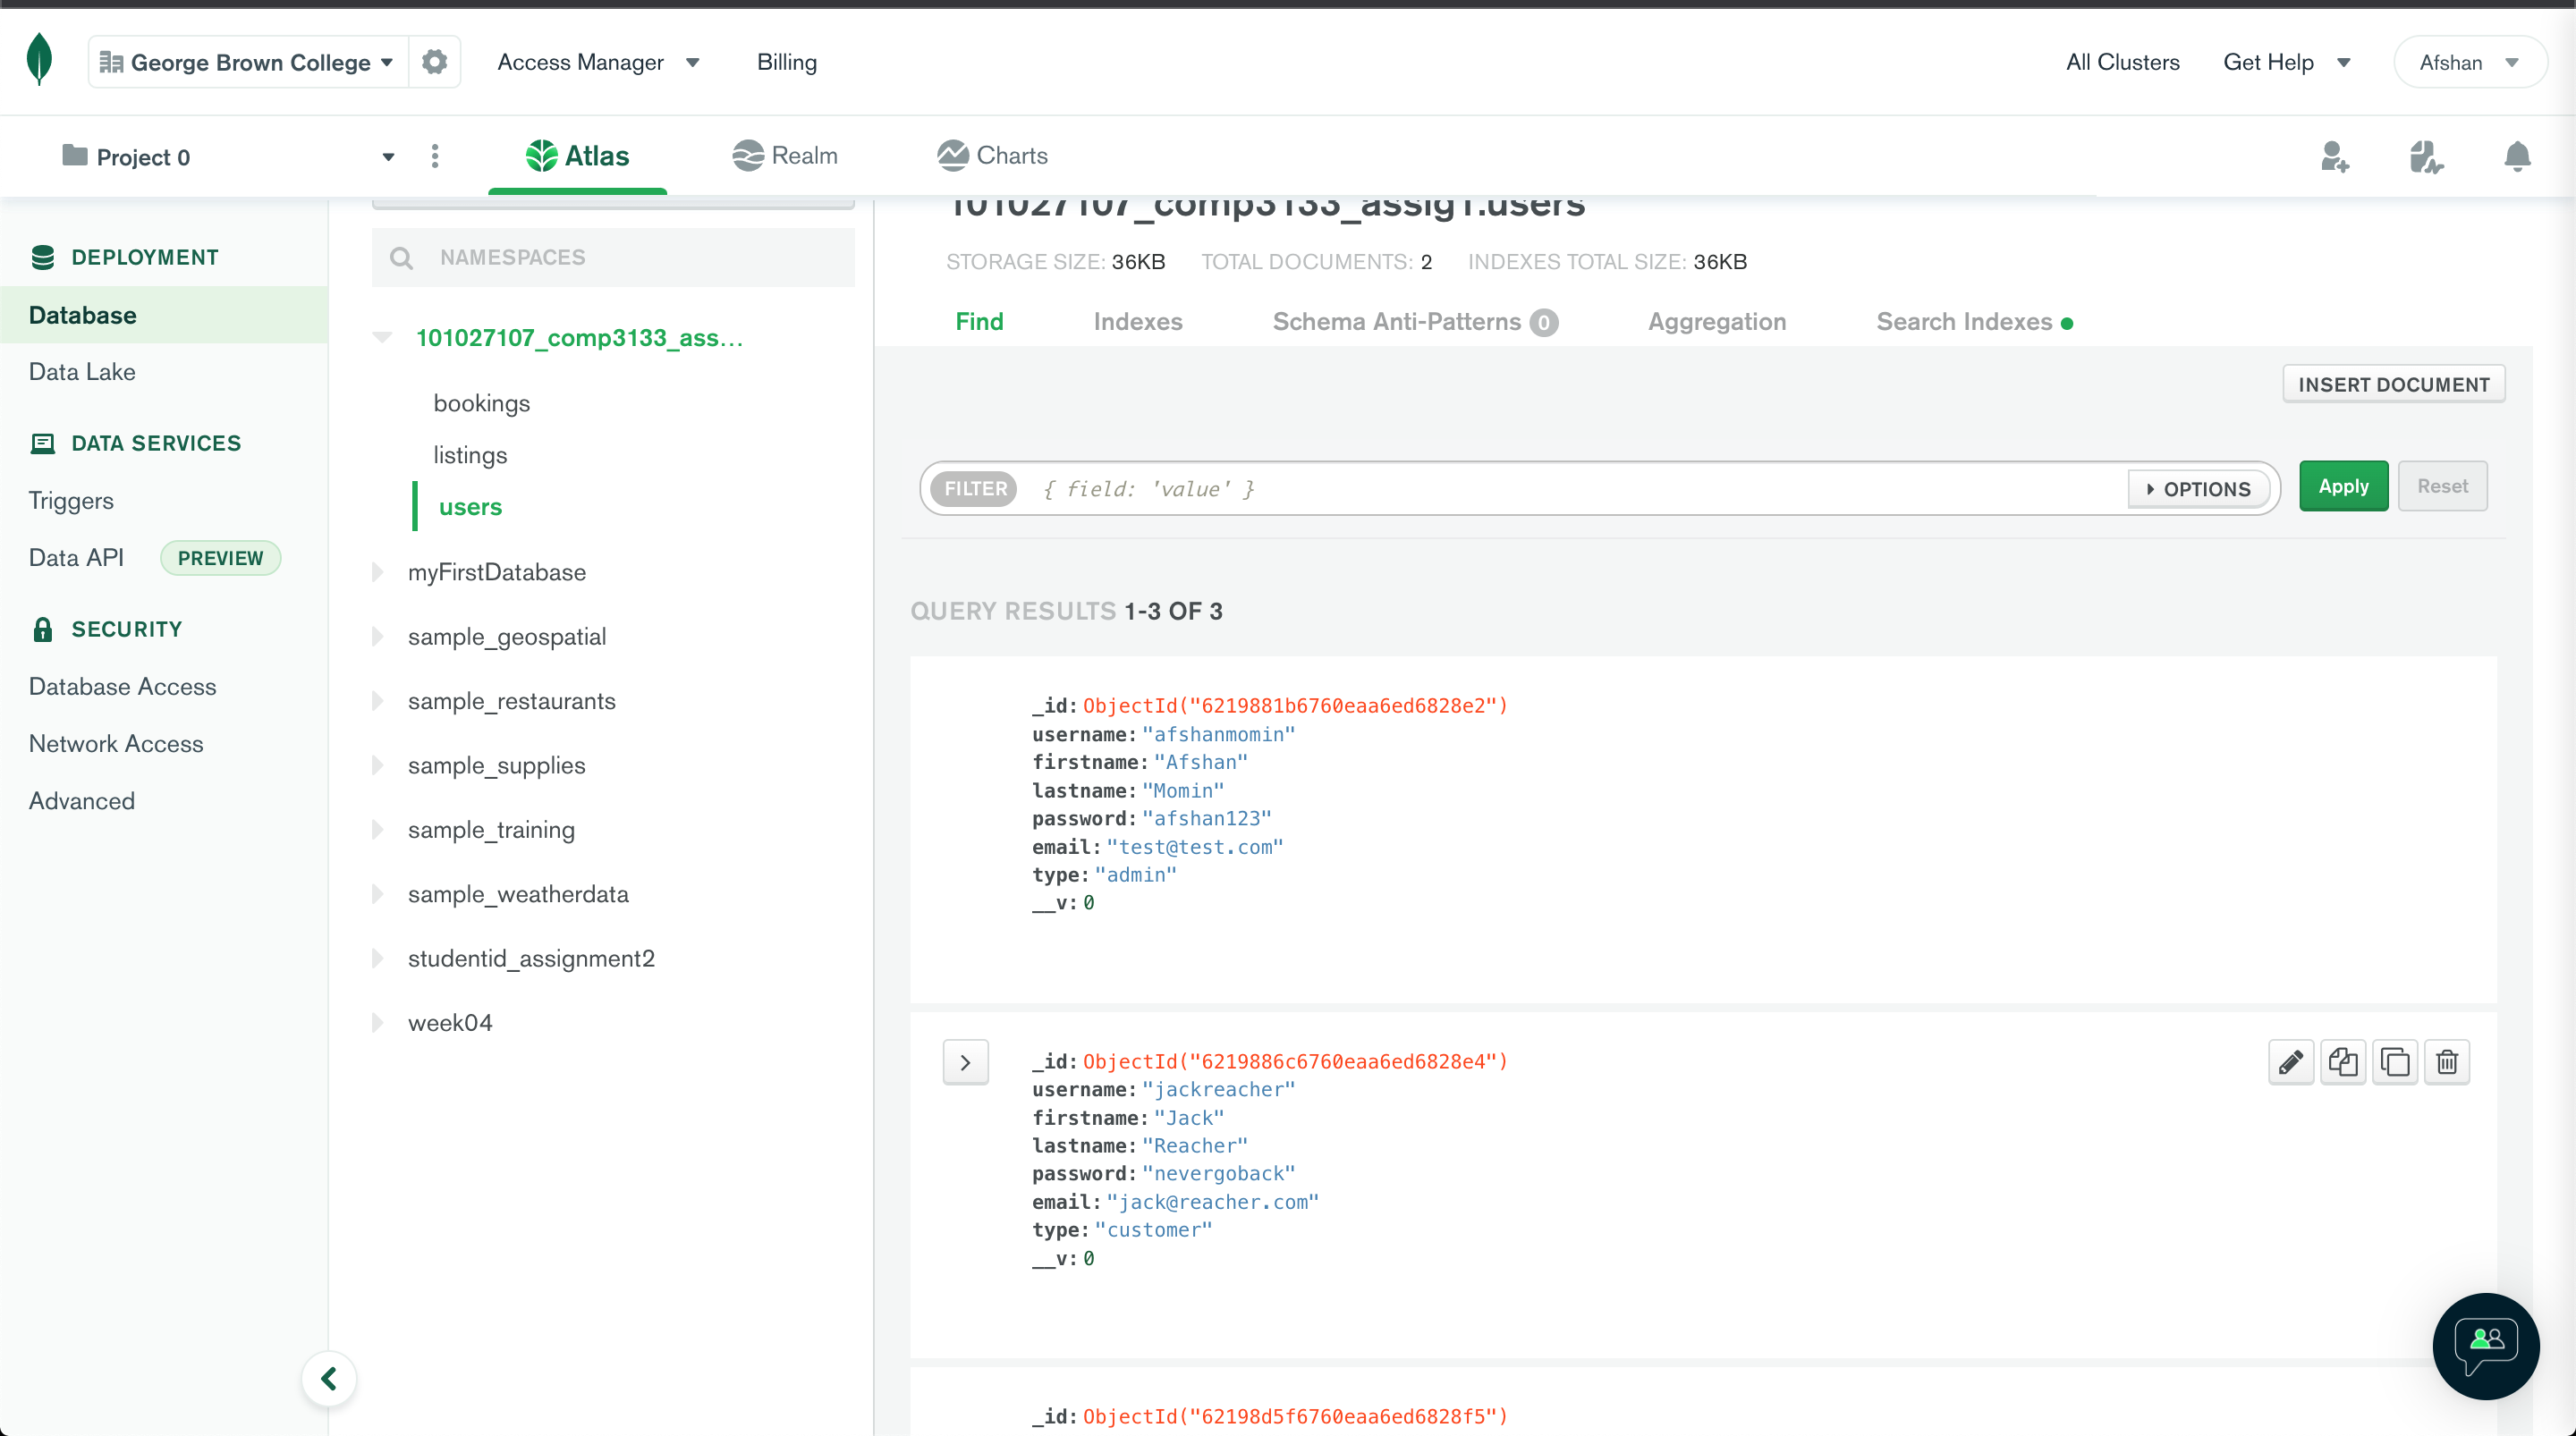 George Brown College
Access Manager
Billing
All Clusters
Get Help
Afshan
Project 0
Atlas
Realm
Charts
DEPLOYMENT
Database
Data Lake
DATA SERVICES
Triggers
Data API
PREVIEW
SECURITY
Database Access
Network Access
Advanced
NAMESPACES
101027107_comp3133_ass...
bookings
listings
users
myFirstDatabase
sample_geospatial
sample_restaurants
sample_supplies
sample_training
sample_weatherdata
studentid_assignment2
week04
101027107_comp3133_assig1.users
STORAGE SIZE: 36KB TOTAL DOCUMENTS: 2 INDEXES TOTAL SIZE: 36KB
Find Indexes Schema Anti-Patterns 0 Aggregation Search Indexes
INSERT DOCUMENT
FILTER { field: 'value' } OPTIONS Apply Reset
QUERY RESULTS 1-3 OF 3
_id: ObjectId("6219881b6760eaa6ed6828e2")
username: "afshanmomin"
firstname: "Afshan"
lastname: "Momin"
password: "afshan123"
email: "test@test.com"
type: "admin"
__v: 0
_id: ObjectId("6219886c6760eaa6ed6828e4")
username: "jackreacher"
firstname: "Jack"
lastname: "Reacher"
password: "nevergoback"
email: "jack@reacher.com"
type: "customer"
__v: 0
_id: ObjectId("62198d5f6760eaa6ed6828f5")